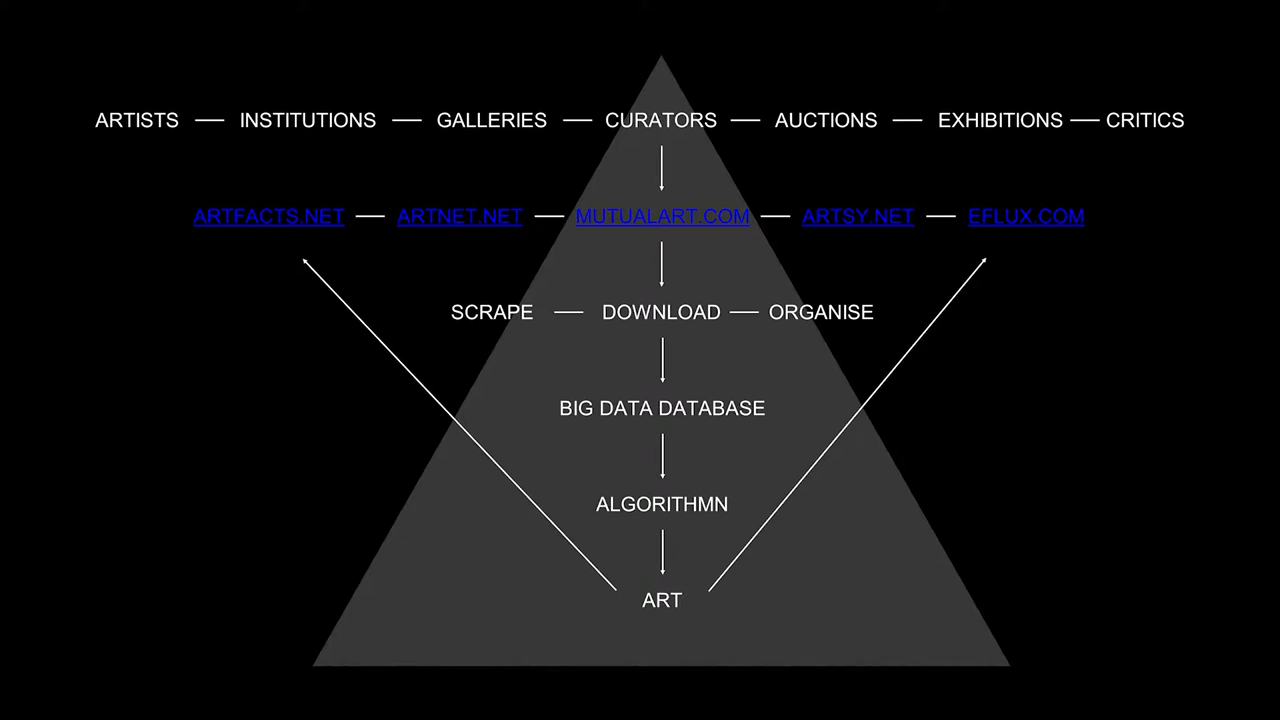 ARTISTS — INSTITUTIONS — GALLERIES — CURATORS — AUCTIONS — EXHIBITIONS — CRITICS
ARTFACTS.NET — ARTNET.NET — MUTUALART.COM — ARTSY.NET — EFLUX.COM
SCRAPE — DOWNLOAD — ORGANISE
BIG DATA DATABASE
ALGORITHMN
ART